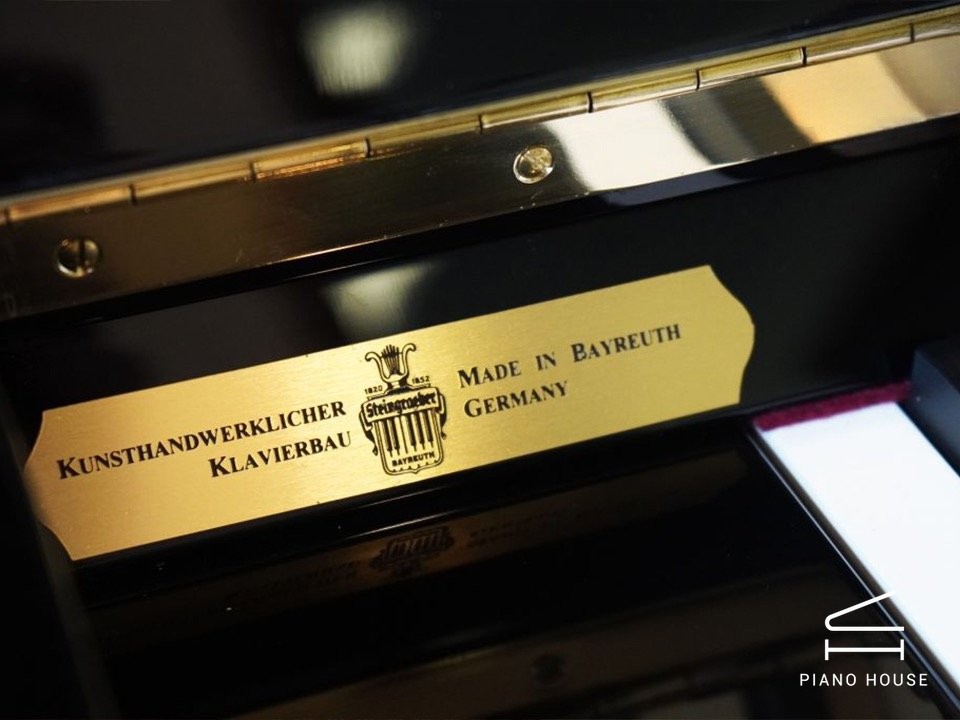 KUNSTHANDWERKLICHER
KLAVIERBAU
1820 1852
Steingraeber
BAYREUTH
MADE IN BAYREUTH
GERMANY
PIANO HOUSE